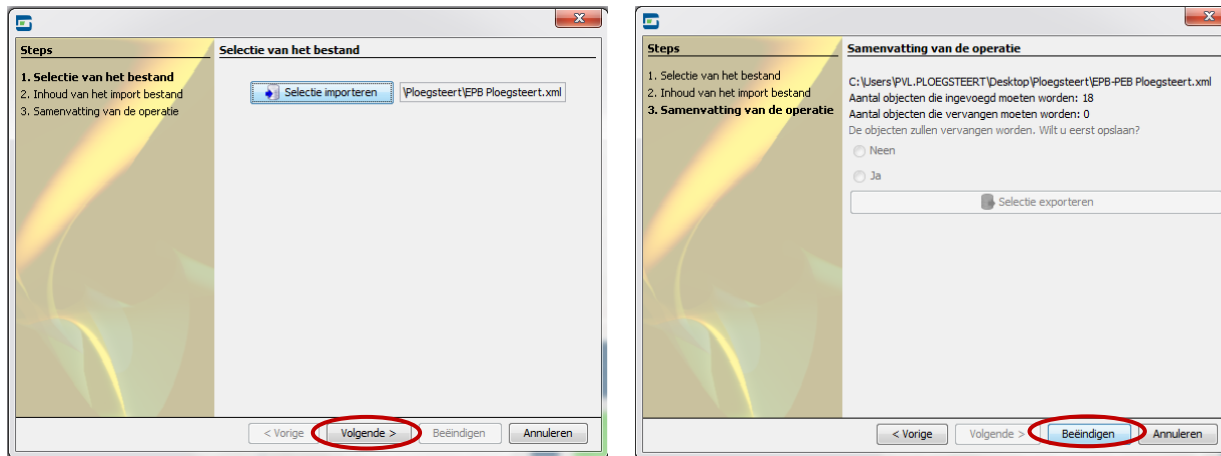 Steps
1. Selectie van het bestand
2. Inhoud van het import bestand
3. Samenvatting van de operatie
Selectie van het bestand
Selectie importeren
\Ploegsteert\EPB Ploegsteert.xml
< Vorige
Volgende >
Beëindigen
Annuleren
Steps
1. Selectie van het bestand
2. Inhoud van het import bestand
3. Samenvatting van de operatie
Samenvatting van de operatie
C:\Users\PVL.PLOEGSTEERT\Desktop\Ploegsteert\EPB-PEB Ploegsteert.xml
Aantal objecten die ingevoegd moeten worden: 18
Aantal objecten die vervangen moeten worden: 0
De objecten zullen vervangen worden. Wilt u eerst opslaan?
Neen
Ja
Selectie exporteren
< Vorige
Volgende >
Beëindigen
Annuleren